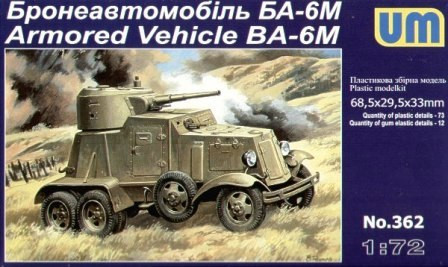 Бронеавтомобіль БА-6М
Armored Vehicle BA-6M
um
Пластикова збірна модель
Plastic modelkit
68,5x29,5x33mm
Quantity of plastic details - 73
Quantity of gum elastic details - 12
No.362
1:72